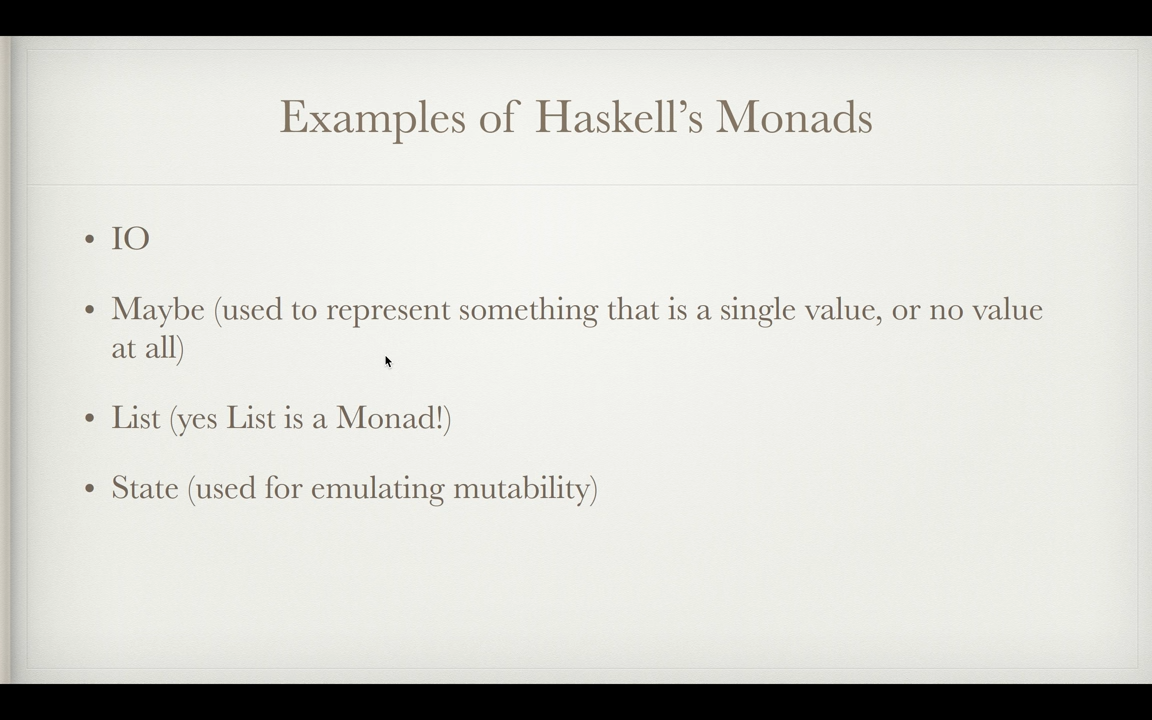 Examples of Haskell’s Monads
• IO
• Maybe (used to represent something that is a single value, or no value
at all)
• List (yes List is a Monad!)
• State (used for emulating mutability)